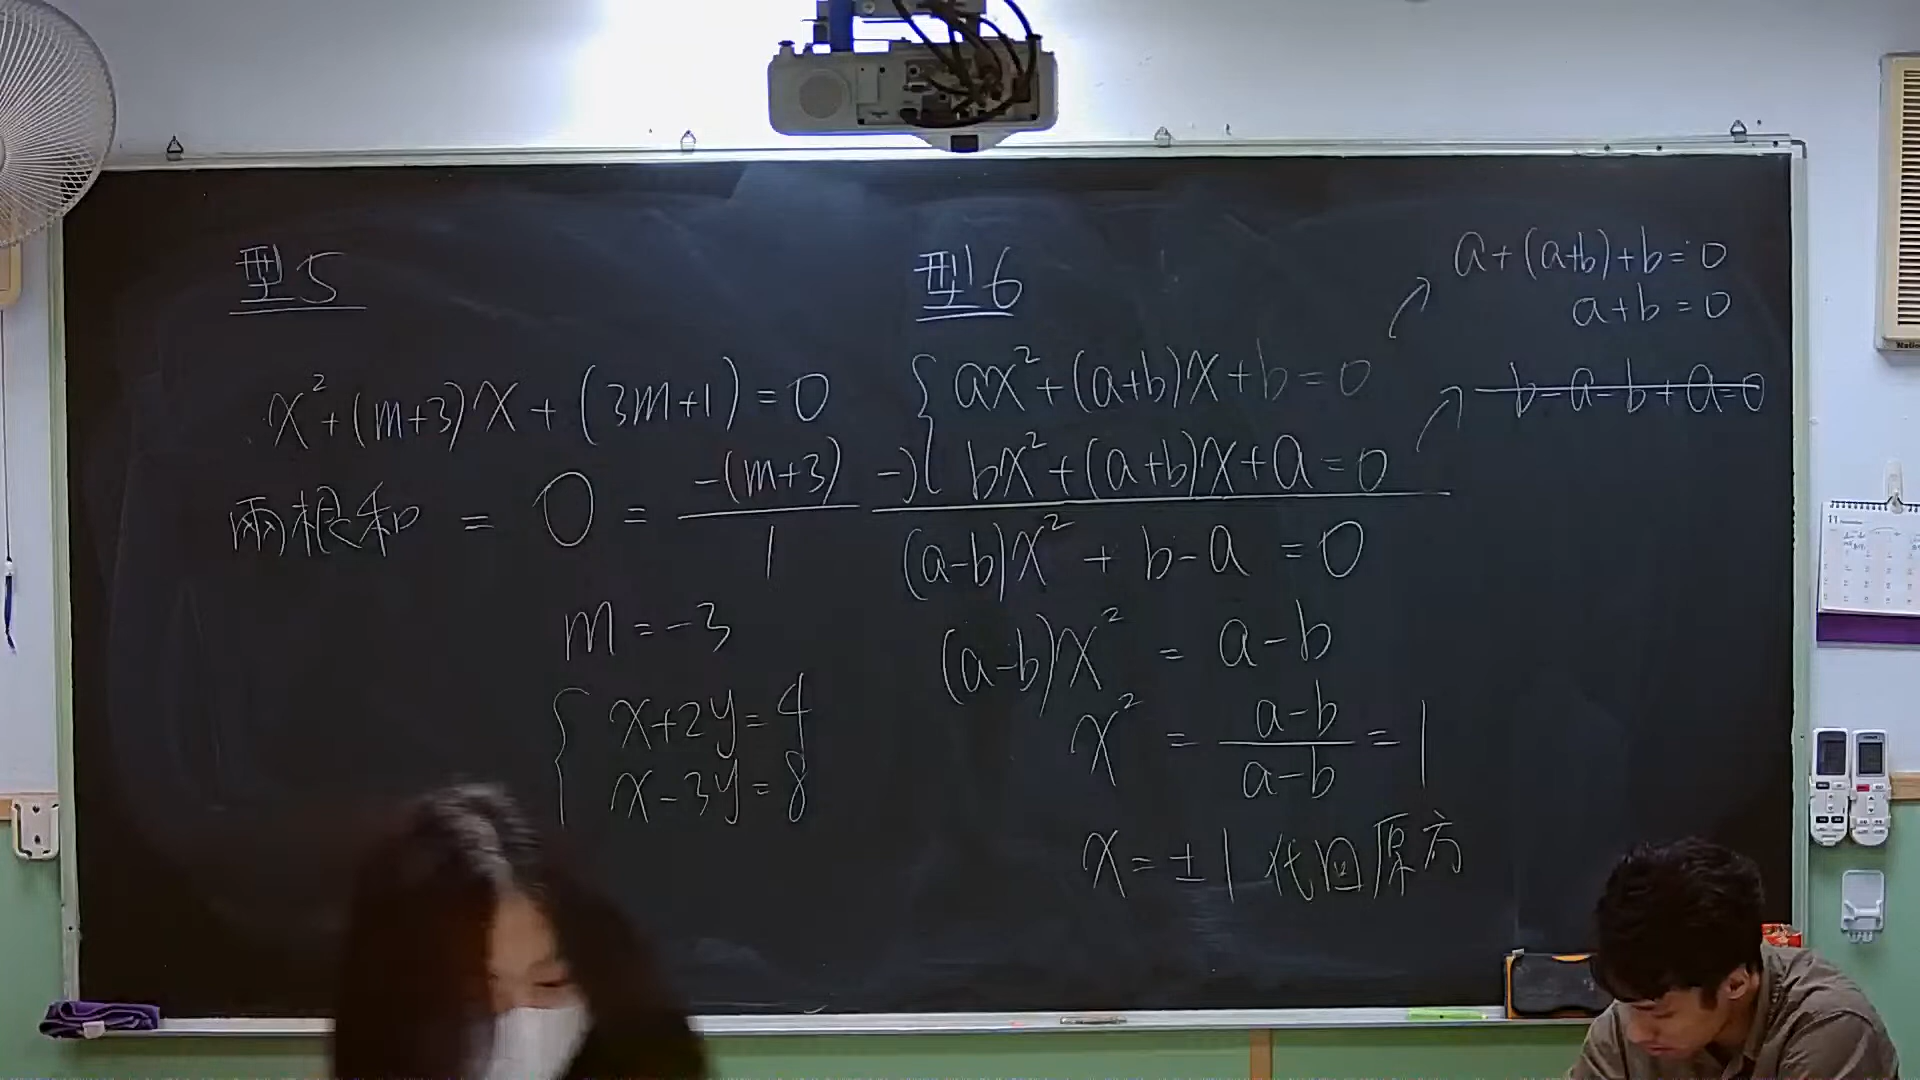 型5
x²+(m+3)x+(3m+1)=0
兩根和 = 0 = -(m+3)/1
m=-3
{ x+2y=4
x-3y=8
型6
{ ax²+(a+b)x+b=0
-) bx²+(a+b)x+a=0
(a-b)x² + b-a = 0
(a-b)x² = a-b
x² = a-b/a-b = 1
x=±1 代回原方
a+(a+b)+b=0
a+b=0
b-a-b+a=0
11